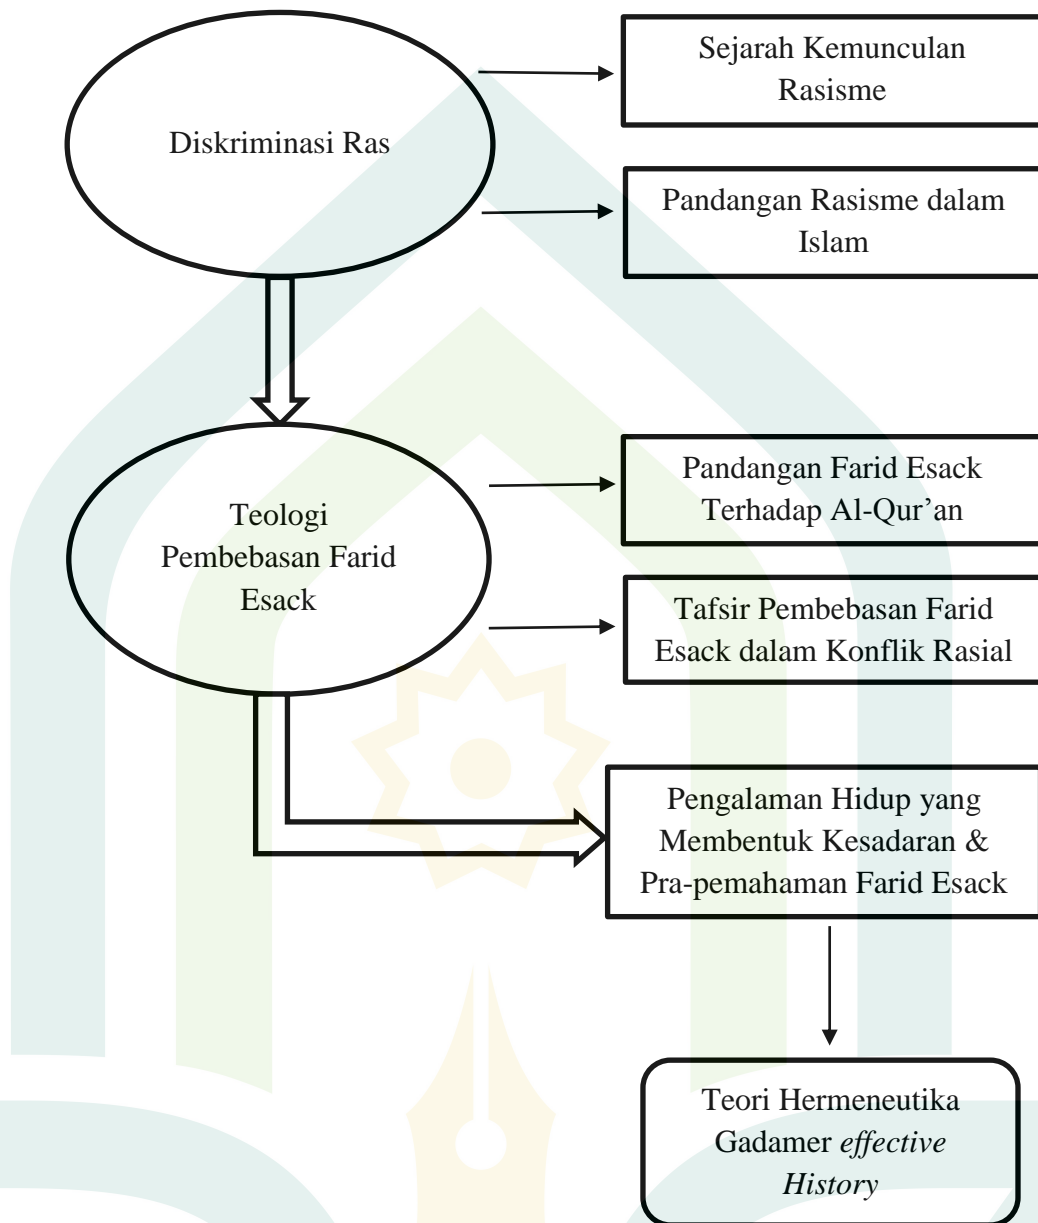 Diskriminasi Ras
Sejarah Kemunculan
Rasisme
Pandangan Rasisme dalam
Islam
Teologi
Pembebasan Farid
Esack
Pandangan Farid Esack
Terhadap Al-Qur’an
Tafsir Pembebasan Farid
Esack dalam Konflik Rasial
Pengalaman Hidup yang
Membentuk Kesadaran &
Pra-pemahaman Farid Esack
Teori Hermeneutika
Gadamer effective
History